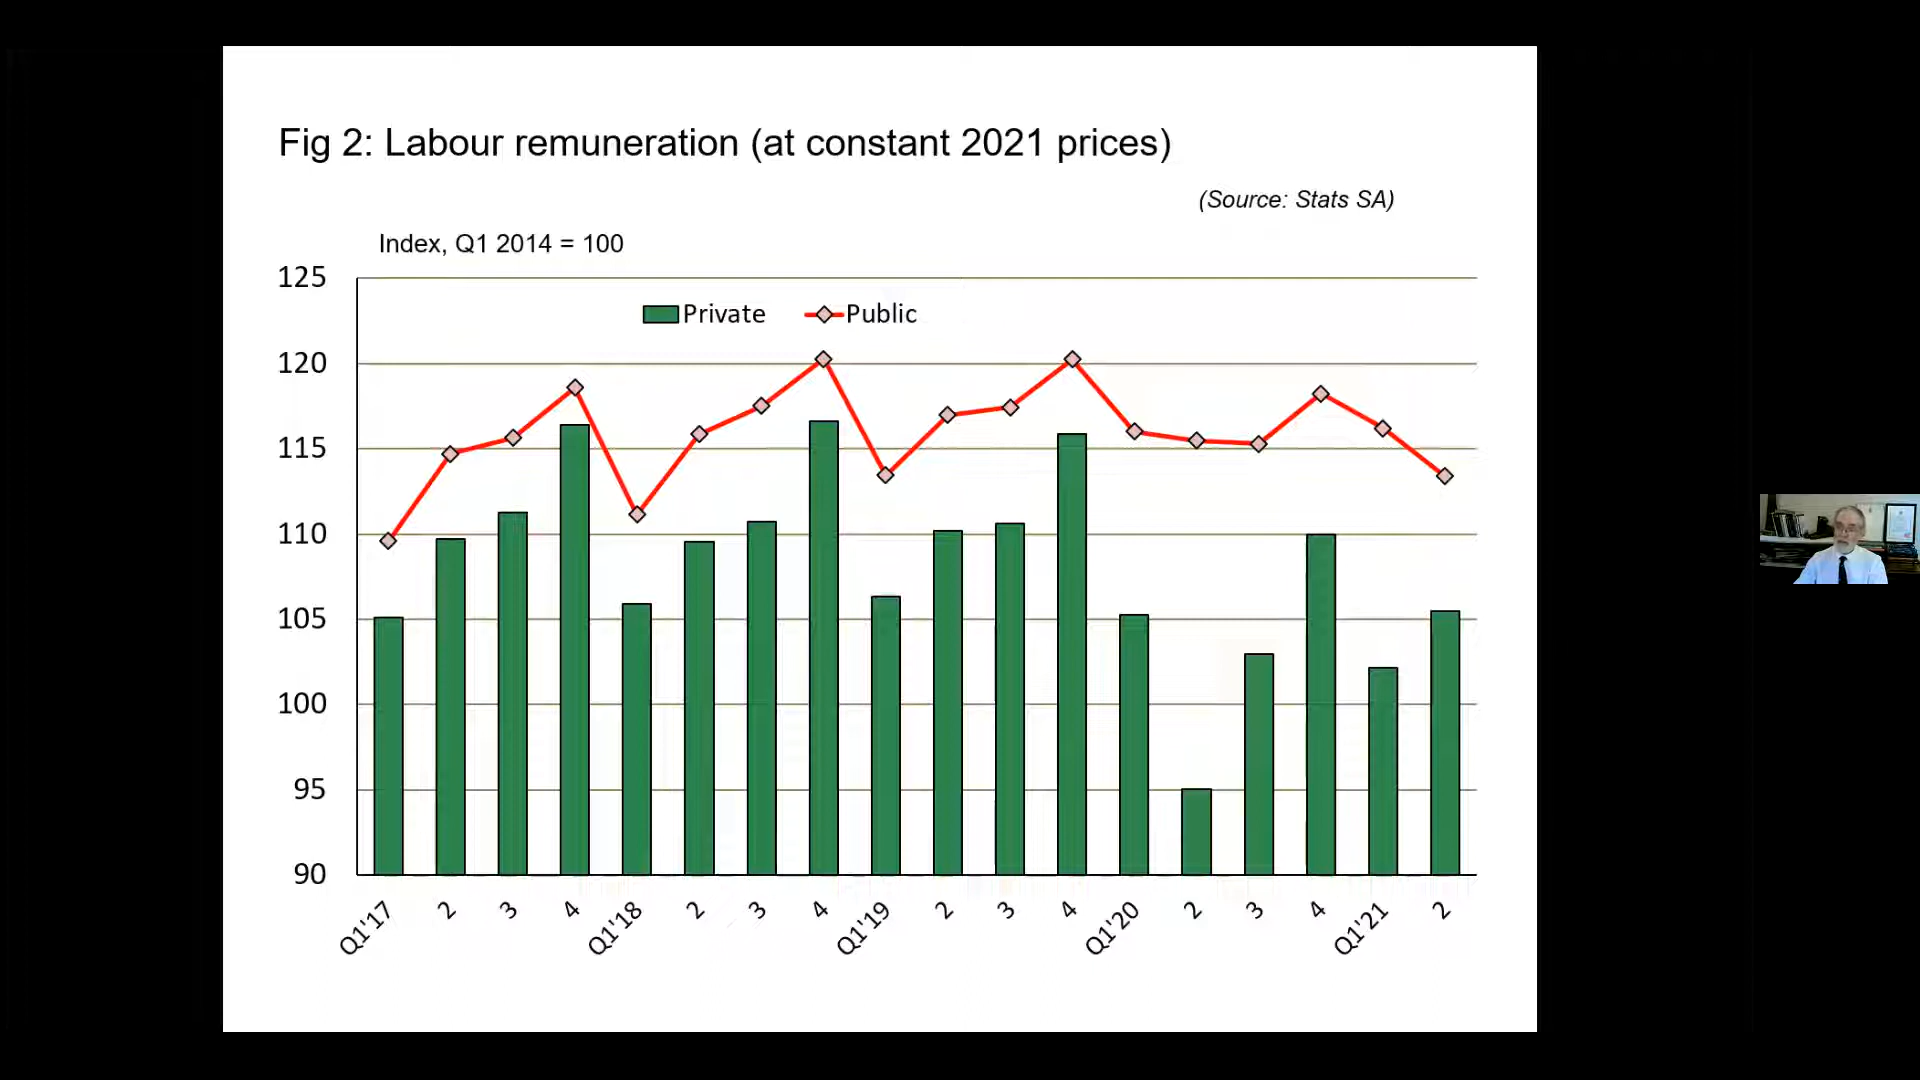 Fig 2: Labour remuneration (at constant 2021 prices)
(Source: Stats SA)
Index, Q1 2014 = 100
125
Private Public
120
115
110
105
100
95
90
Q1'17 2 3 4 Q1'18 2 3 4 Q1'19 2 3 4 Q1'20 2 3 4 Q1'21 2